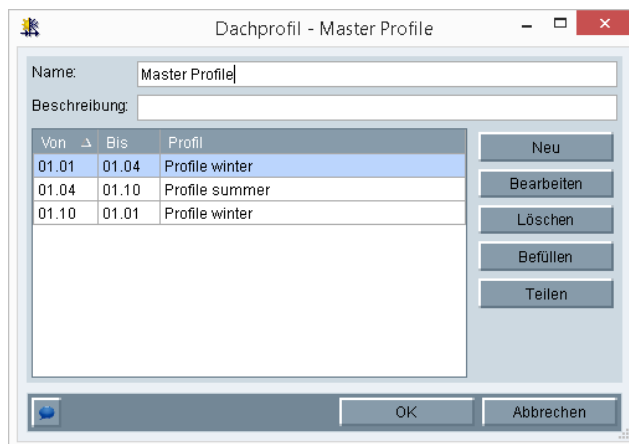 Dachprofil - Master Profile
Name: Master Profile
Beschreibung:
Von Bis Profil
01.01 01.04 Profile winter
01.04 01.10 Profile summer
01.10 01.01 Profile winter
Neu
Bearbeiten
Löschen
Befüllen
Teilen
OK Abbrechen